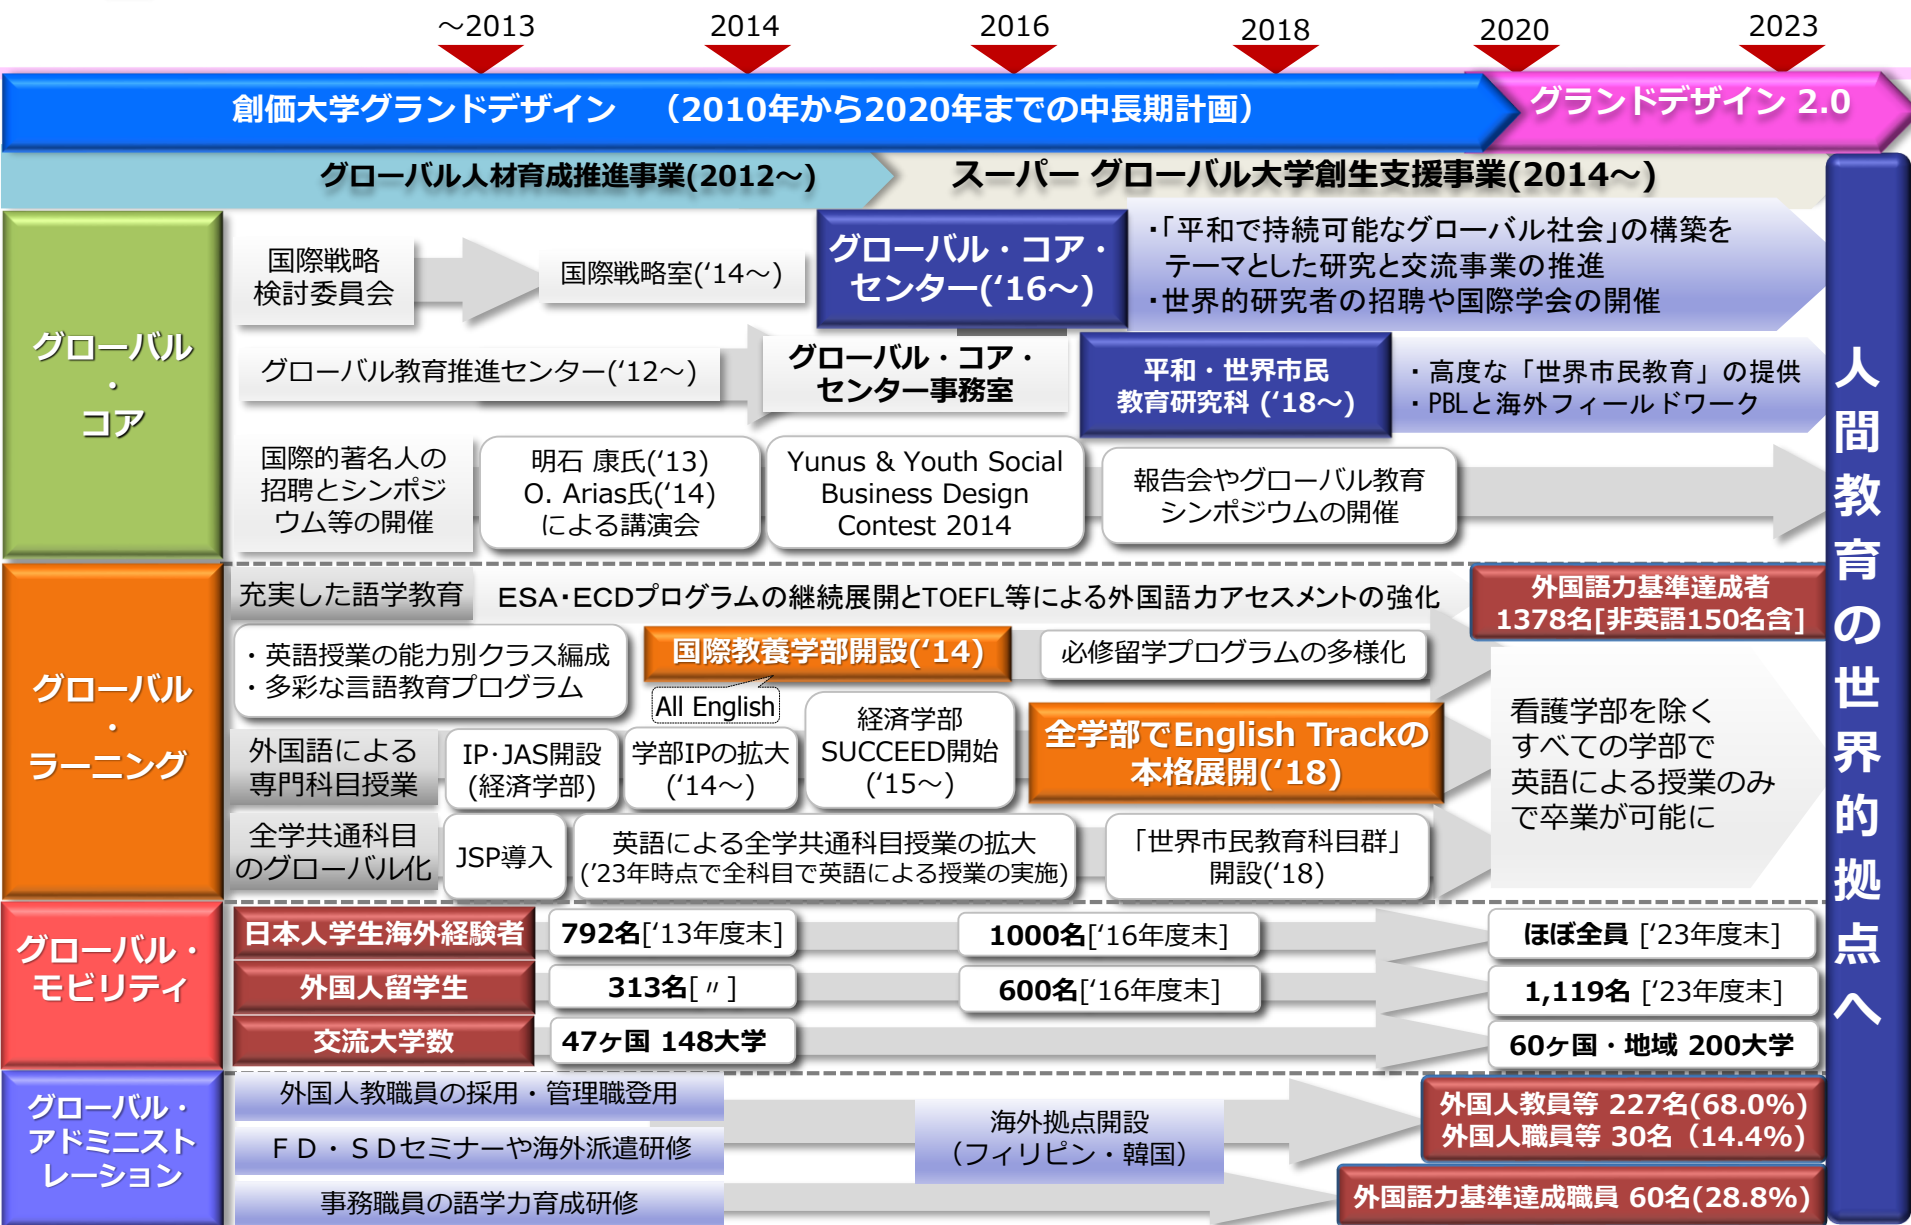 ～2013
2014
2016
2018
2020
2023
創価大学グランドデザイン　（2010年から2020年までの中長期計画）
グランドデザイン 2.0
グローバル人材育成推進事業(2012～)
スーパー グローバル大学創生支援事業(2014～)
人間教育の世界的拠点へ
グローバル
・
コア
国際戦略
検討委員会
国際戦略室(‘14～)
グローバル・コア・
センター(‘16～)
・「平和で持続可能なグローバル社会」の構築を
テーマとした研究と交流事業の推進
・世界的研究者の招聘や国際学会の開催
グローバル教育推進センター(‘12～)
グローバル・コア・
センター事務室
平和・世界市民
教育研究科 (‘18～)
・高度な「世界市民教育」の提供
・PBLと海外フィールドワーク
国際的著名人の
招聘とシンポジ
ウム等の開催
明石 康氏(‘13)
O. Arias氏(‘14)
による講演会
Yunus & Youth Social
Business Design
Contest 2014
報告会やグローバル教育
シンポジウムの開催
グローバル
・
ラーニング
充実した語学教育
ESA・ECDプログラムの継続展開とTOEFL等による外国語力アセスメントの強化
外国語力基準達成者
1378名[非英語150名含]
・英語授業の能力別クラス編成
・多彩な言語教育プログラム
国際教養学部開設(‘14)
All English
必修留学プログラムの多様化
外国語による
専門科目授業
IP・JAS開設
(経済学部)
学部IPの拡大
(‘14～)
経済学部
SUCCEED開始
(‘15～)
全学部でEnglish Trackの
本格展開(‘18)
看護学部を除く
すべての学部で
英語による授業のみ
で卒業が可能に
全学共通科目
のグローバル化
JSP導入
英語による全学共通科目授業の拡大
(‘23年時点で全科目で英語による授業の実施)
「世界市民教育科目群」
開設(‘18)
グローバル・
モビリティ
日本人学生海外経験者
792名[‘13年度末]
1000名[‘16年度末]
ほぼ全員 [‘23年度末]
外国人留学生
313名[〃]
600名[‘16年度末]
1,119名 [‘23年度末]
交流大学数
47ヶ国 148大学
60ヶ国・地域 200大学
グローバル・
アドミニスト
レーション
外国人教職員の採用・管理職登用
ＦＤ・ＳＤセミナーや海外派遣研修
事務職員の語学力育成研修
海外拠点開設
（フィリピン・韓国）
外国人教員等 227名(68.0%)
外国人職員等 30名（14.4%）
外国語力基準達成職員 60名(28.8%)